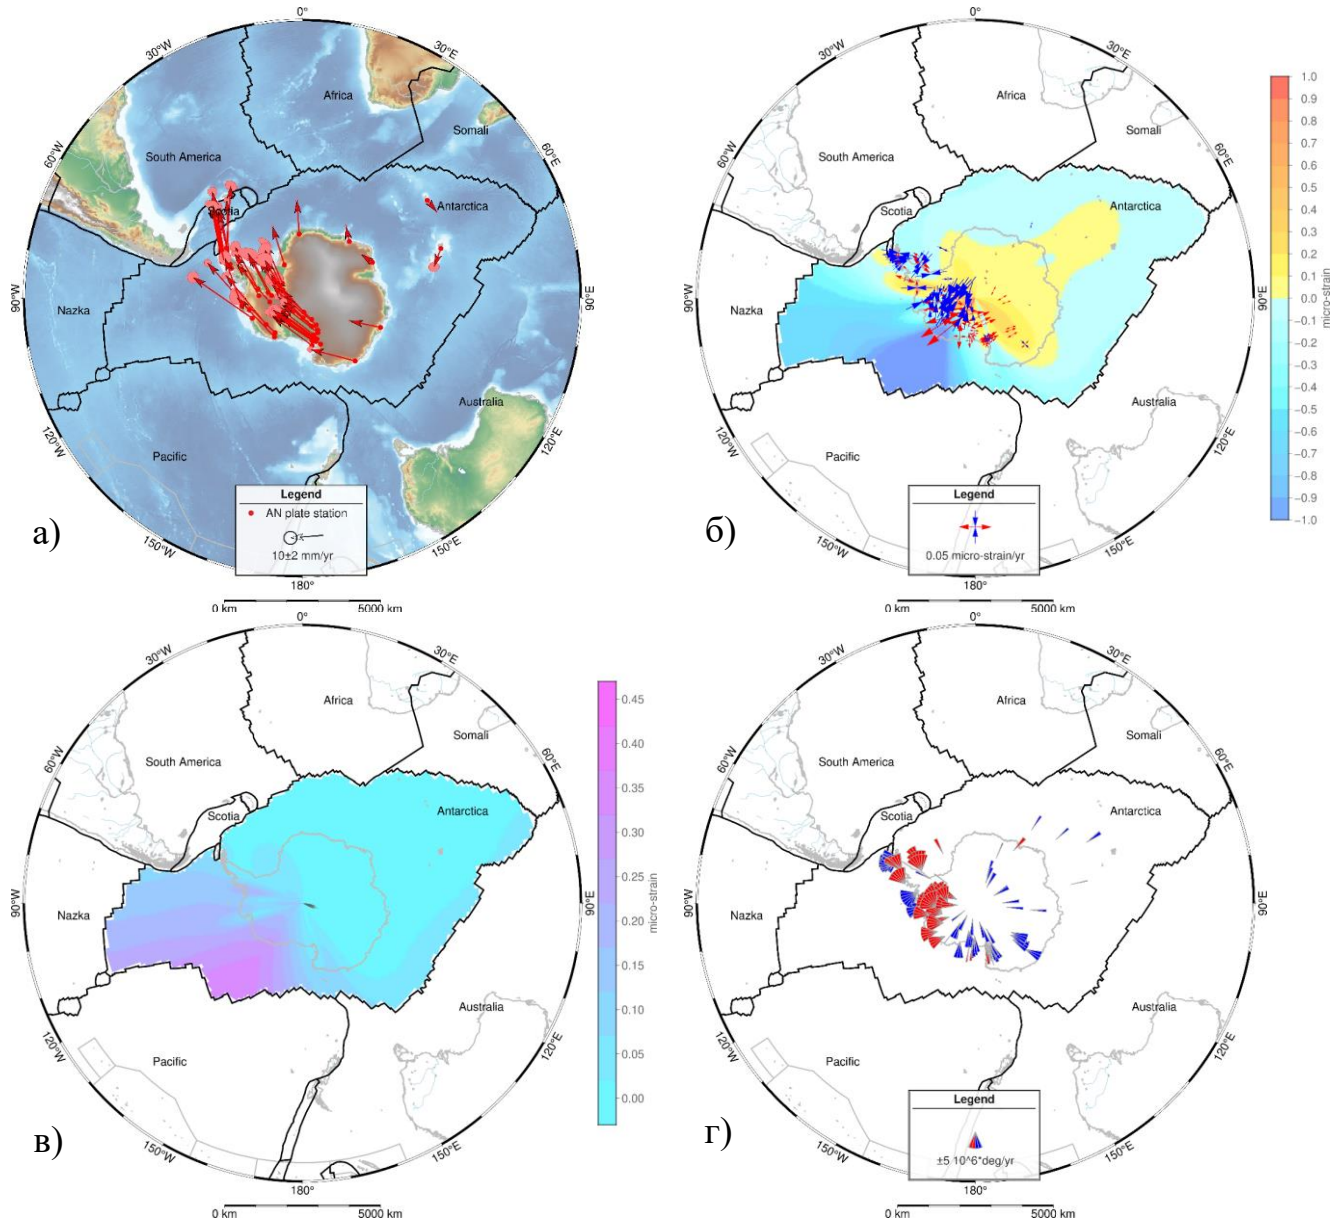 0°
30°W
30°E
60°W
60°E
90°W
90°E
120°W
120°E
150°W
150°E
180°
Africa
Somali
South America
Scotia
Antarctica
Nazka
Australia
Pacific
Legend
AN plate station
10±2 mm/yr
а)
0 km
5000 km
0°
30°W
30°E
60°W
60°E
90°W
90°E
120°W
120°E
150°W
150°E
180°
Africa
Somali
South America
Scotia
Antarctica
Nazka
Australia
Pacific
Legend
0.05 micro-strain/yr
б)
0 km
5000 km
1.0
0.9
0.8
0.7
0.6
0.5
0.4
0.3
0.2
0.1
0.0
−0.1
−0.2
−0.3
−0.4
−0.5
−0.6
−0.7
−0.8
−0.9
−1.0
micro-strain
0°
30°W
30°E
60°W
60°E
90°W
90°E
120°W
120°E
150°W
150°E
180°
Africa
Somali
South America
Scotia
Antarctica
Nazka
Australia
Pacific
в)
0 km
5000 km
0.45
0.40
0.35
0.30
0.25
0.20
0.15
0.10
0.05
0.00
micro-strain
0°
30°W
30°E
60°W
60°E
90°W
90°E
120°W
120°E
150°W
150°E
180°
Africa
Somali
South America
Scotia
Antarctica
Nazka
Australia
Pacific
Legend
±5 10^6*deg/yr
г)
0 km
5000 km